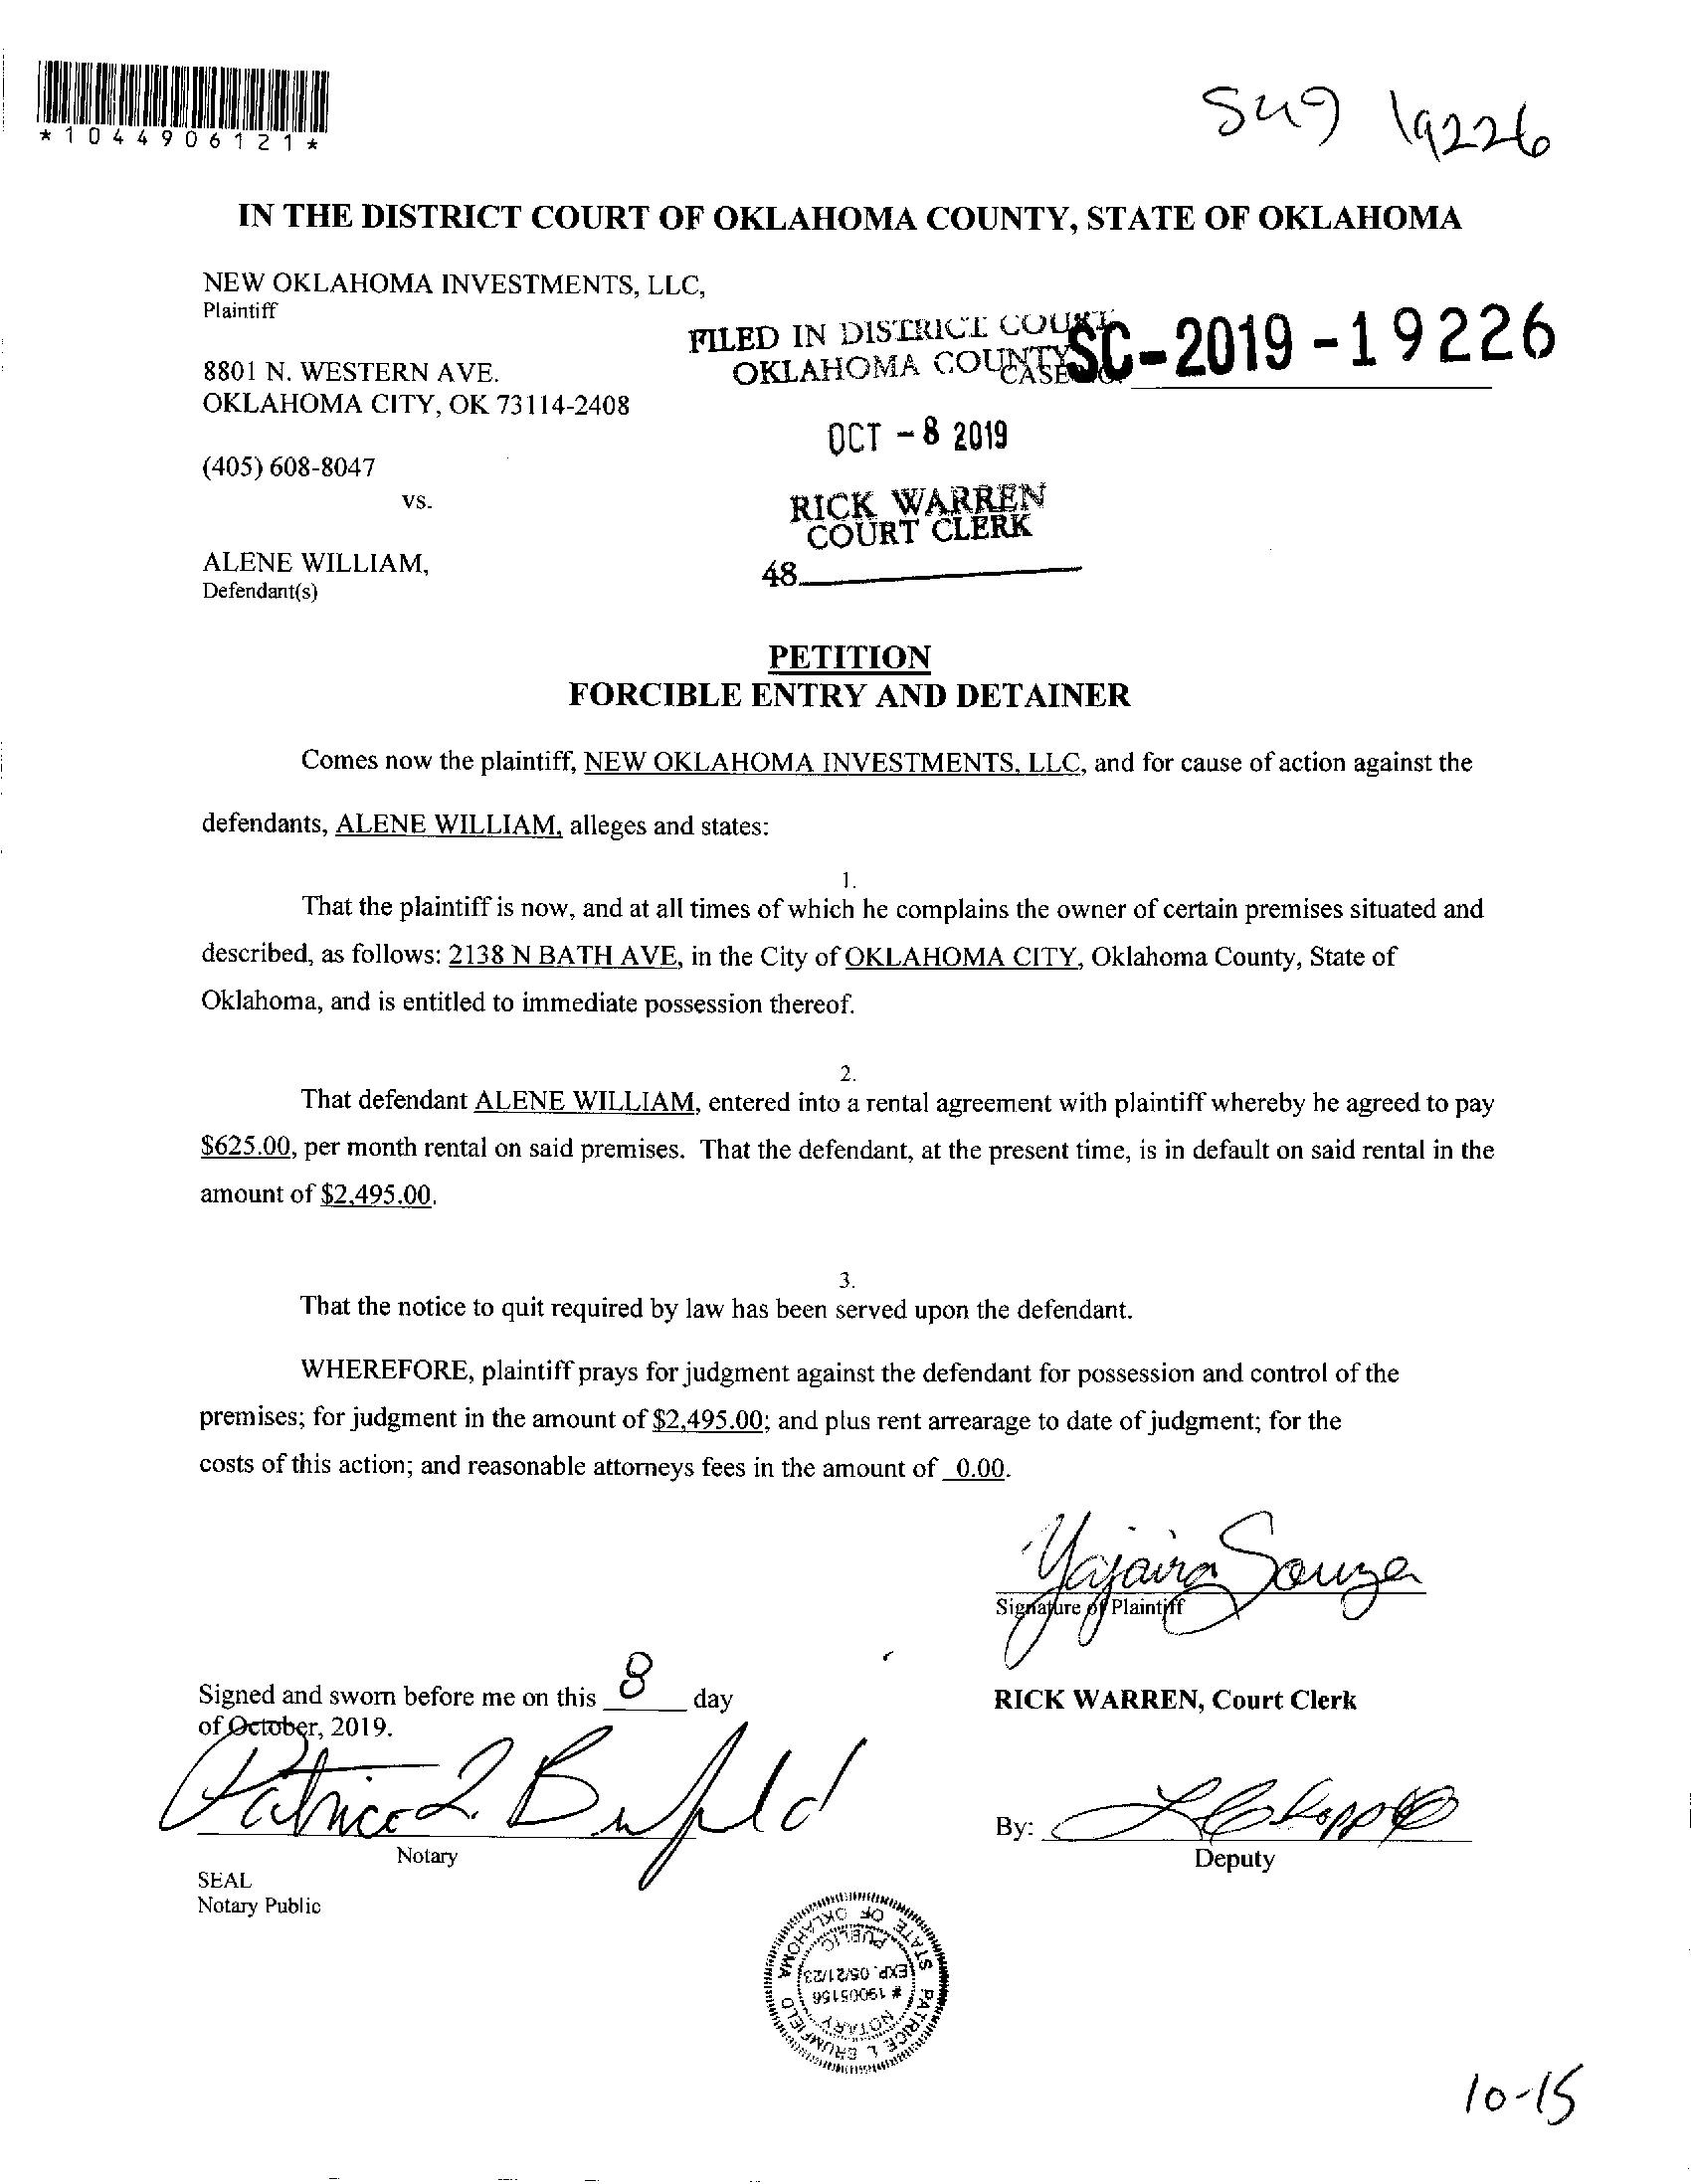 *1044906121*
19226
IN THE DISTRICT COURT OF OKLAHOMA COUNTY, STATE OF OKLAHOMA
NEW OKLAHOMA INVESTMENTS, LLC,
Plaintiff
FILED IN DISTRICT COURT
OKLAHOMA COUNTY
CASE NO. SC-2019-19226
8801 N. WESTERN AVE.
OKLAHOMA CITY, OK 73114-2408
OCT - 8 2019
(405) 608-8047
vs.
RICK WARREN
COURT CLERK
ALENE WILLIAM,
48
Defendant(s)
PETITION
FORCIBLE ENTRY AND DETAINER
Comes now the plaintiff, NEW OKLAHOMA INVESTMENTS, LLC, and for cause of action against the
defendants, ALENE WILLIAM, alleges and states:
1.
That the plaintiff is now, and at all times of which he complains the owner of certain premises situated and
described, as follows: 2138 N BATH AVE, in the City of OKLAHOMA CITY, Oklahoma County, State of
Oklahoma, and is entitled to immediate possession thereof.
2.
That defendant ALENE WILLIAM, entered into a rental agreement with plaintiff whereby he agreed to pay
$625.00, per month rental on said premises. That the defendant, at the present time, is in default on said rental in the
amount of $2,495.00.
3.
That the notice to quit required by law has been served upon the defendant.
WHEREFORE, plaintiff prays for judgment against the defendant for possession and control of the
premises; for judgment in the amount of $2,495.00; and plus rent arrearage to date of judgment; for the
costs of this action; and reasonable attorneys fees in the amount of 0.00.
Yajaira Souza
Signature of Plaintiff
Signed and sworn before me on this 8 day
of October, 2019.
RICK WARREN, Court Clerk
Patrice L Brumfield
By:
Notary
Deputy
SEAL
Notary Public
STATE OF OKLAHOMA
PATRICE L BRUMFIELD
NOTARY
# 19005156
EXP. 05/21/23
PUBLIC
10-15